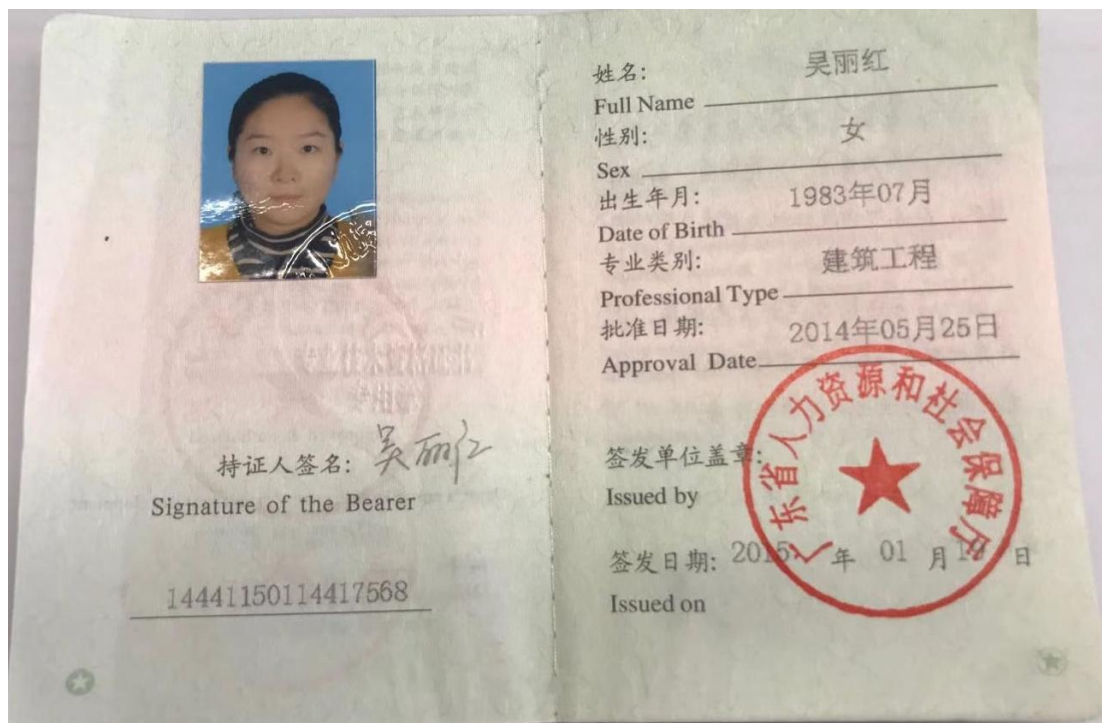 持证人签名: 吴丽红
Signature of the Bearer
14441150114417568
姓名: 吴丽红
Full Name
性别: 女
Sex
出生年月: 1983年07月
Date of Birth
专业类别: 建筑工程
Professional Type
批准日期: 2014年05月25日
Approval Date
广东省人力资源和社会保障厅
签发单位盖章:
Issued by
签发日期: 2015 年 01 月 日
Issued on